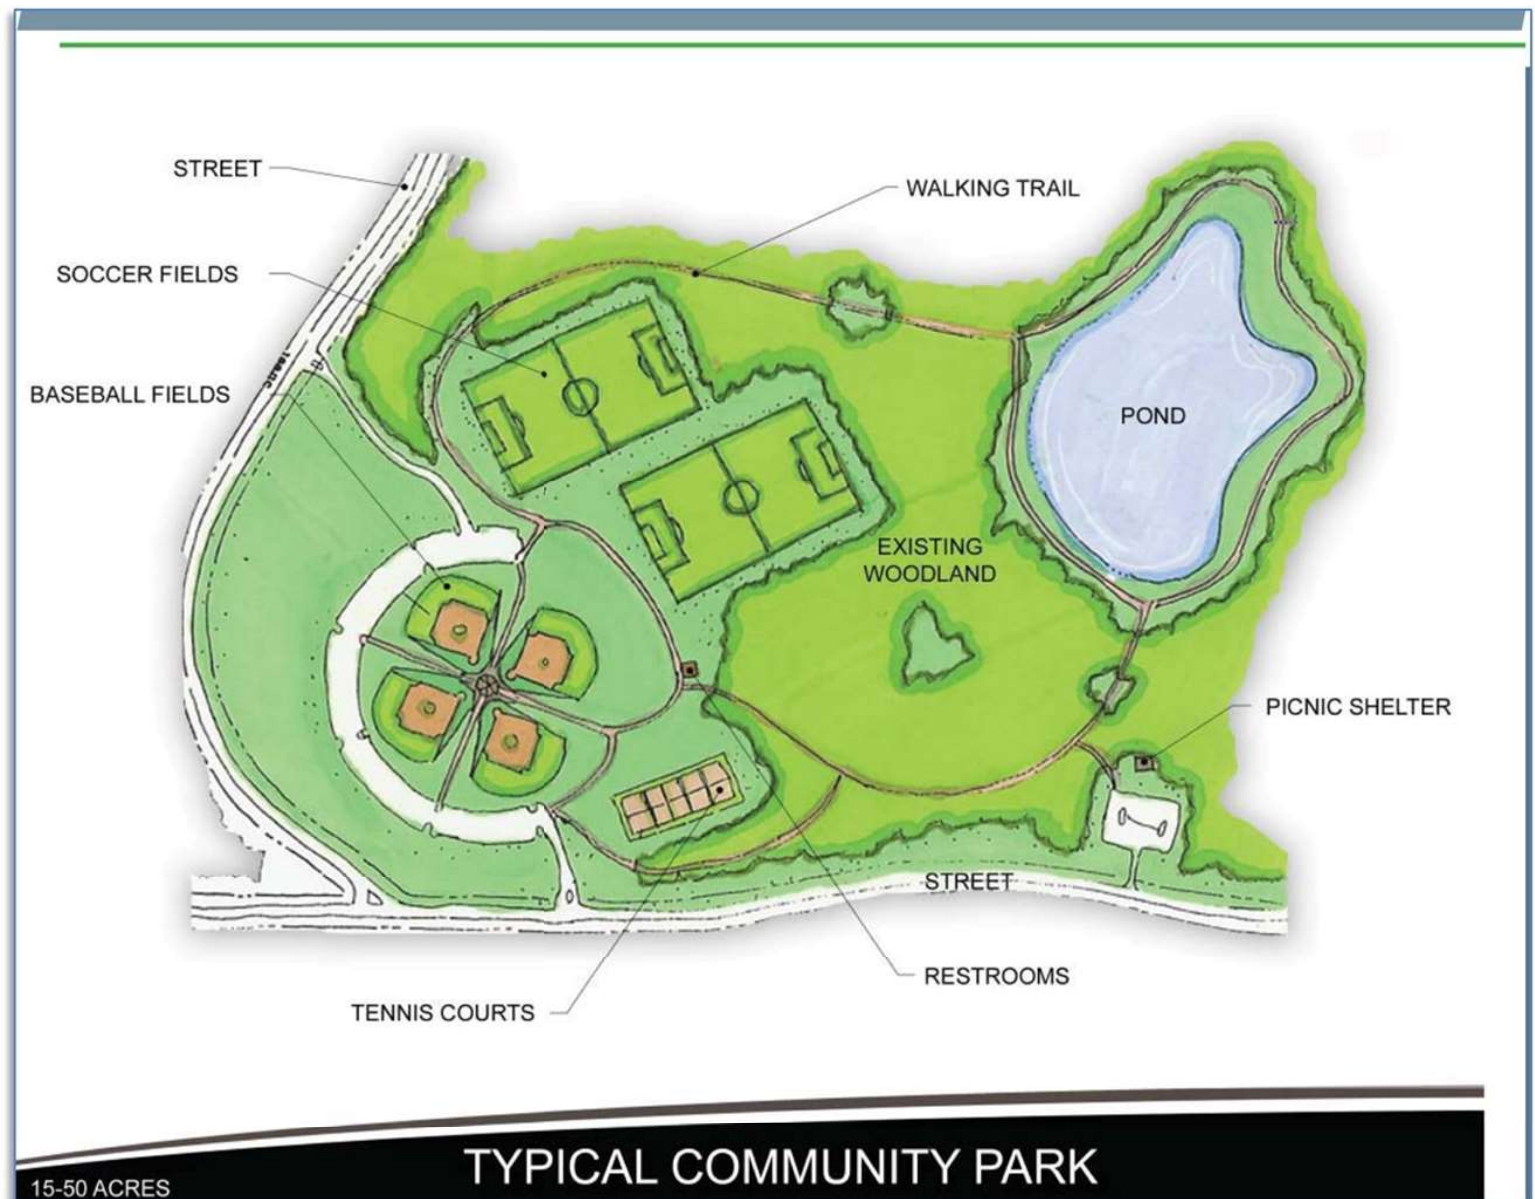 STREET
WALKING TRAIL
SOCCER FIELDS
BASEBALL FIELDS
POND
EXISTING
WOODLAND
PICNIC SHELTER
STREET
RESTROOMS
TENNIS COURTS
TYPICAL COMMUNITY PARK
15-50 ACRES